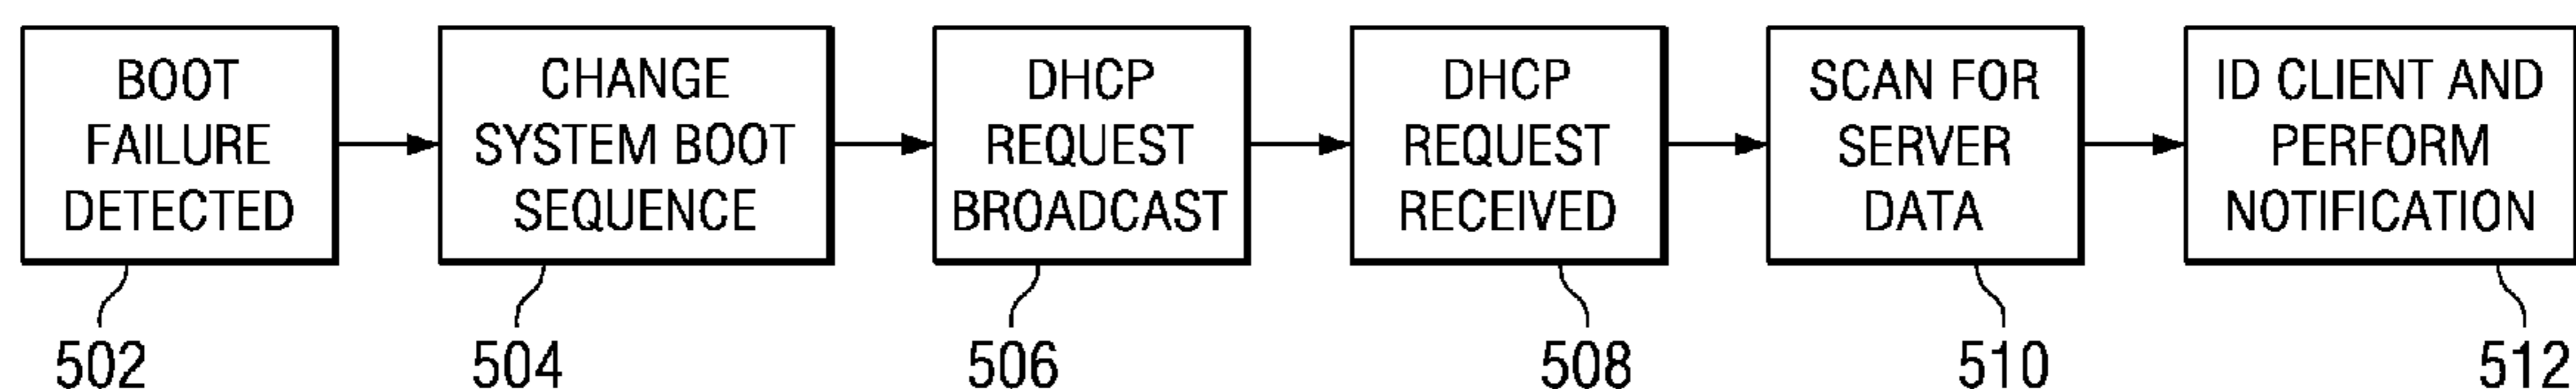 BOOT
FAILURE
DETECTED
CHANGE
SYSTEM BOOT
SEQUENCE
DHCP
REQUEST
BROADCAST
DHCP
REQUEST
RECEIVED
SCAN FOR
SERVER
DATA
ID CLIENT AND
PERFORM
NOTIFICATION
502
504
506
508
510
512